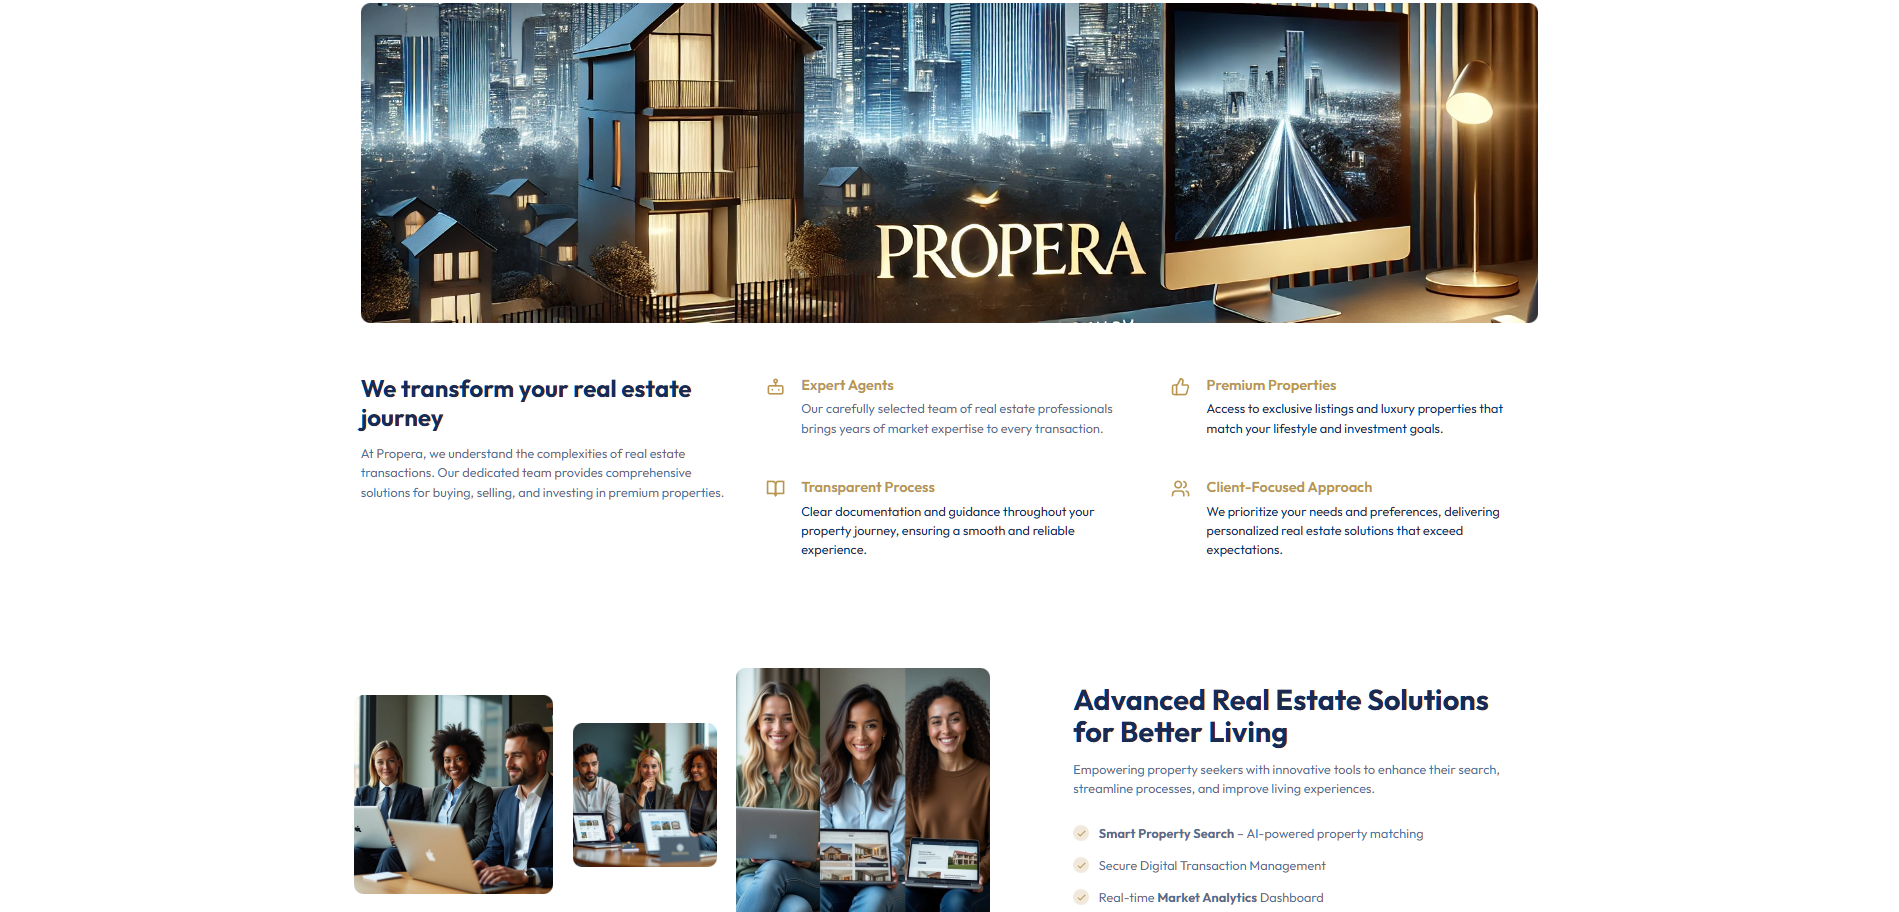 PROPERA
We transform your real estate
journey
At Propera, we understand the complexities of real estate
transactions. Our dedicated team provides comprehensive
solutions for buying, selling, and investing in premium properties.
Expert Agents
Our carefully selected team of real estate professionals
brings years of market expertise to every transaction.
Premium Properties
Access to exclusive listings and luxury properties that
match your lifestyle and investment goals.
Transparent Process
Clear documentation and guidance throughout your
property journey, ensuring a smooth and reliable
experience.
Client-Focused Approach
We prioritize your needs and preferences, delivering
personalized real estate solutions that exceed
expectations.
Advanced Real Estate Solutions
for Better Living
Empowering property seekers with innovative tools to enhance their search,
streamline processes, and improve living experiences.
Smart Property Search – AI-powered property matching
Secure Digital Transaction Management
Real-time Market Analytics Dashboard